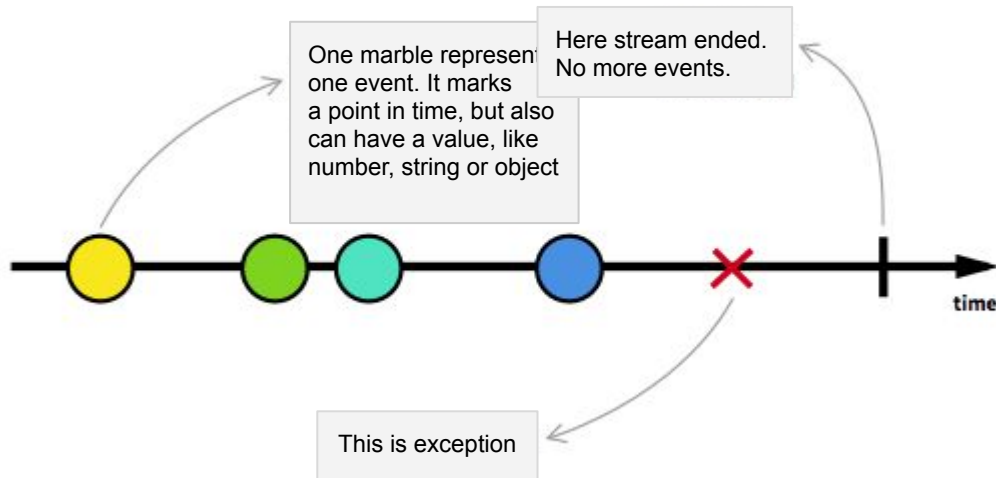 One marble represent
one event. It marks
a point in time, but also
can have a value, like
number, string or object
Here stream ended.
No more events.
time
This is exception